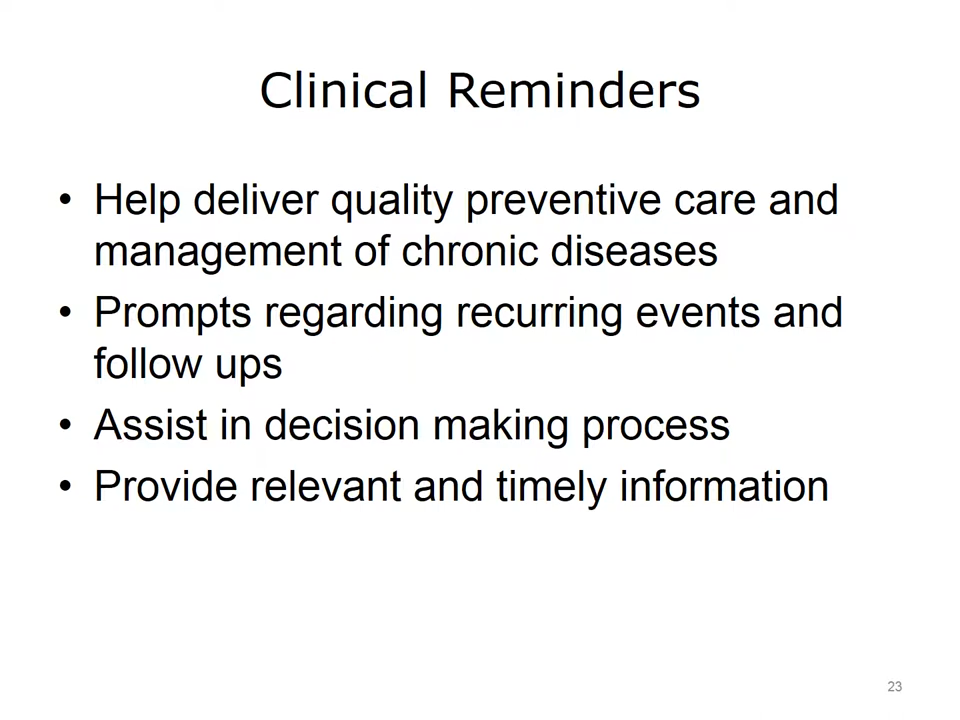 Clinical Reminders
• Help deliver quality preventive care and
management of chronic diseases
• Prompts regarding recurring events and
follow ups
• Assist in decision making process
• Provide relevant and timely information
23